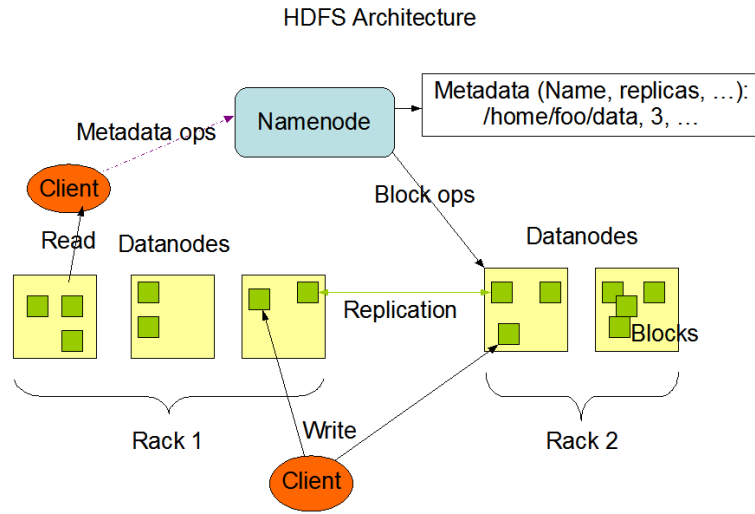 HDFS Architecture
Metadata (Name, replicas, …):
/home/foo/data, 3, …
Namenode
Metadata ops
Client
Block ops
Read
Datanodes
Datanodes
Replication
Blocks
Rack 1
Write
Rack 2
Client